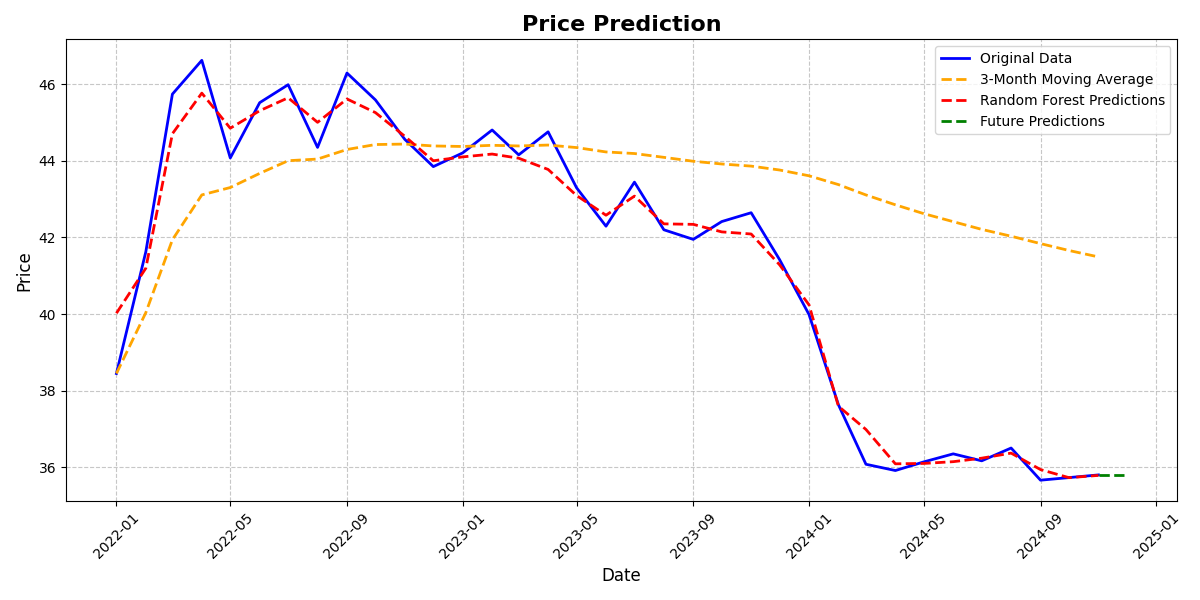 Price Prediction
Original Data
3-Month Moving Average
Random Forest Predictions
Future Predictions
Price
46
44
42
40
38
36
2022-01
2022-05
2022-09
2023-01
2023-05
2023-09
2024-01
2024-05
2024-09
2025-01
Date